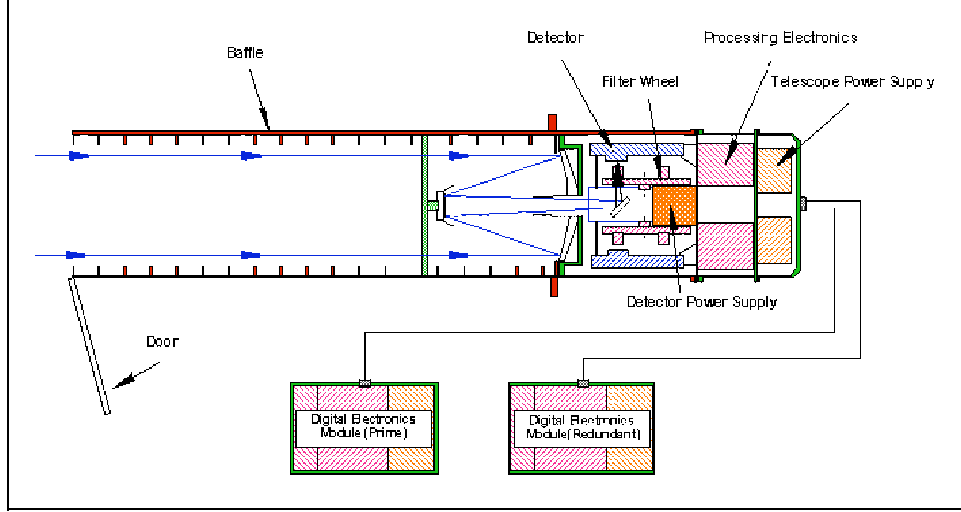 Detector
Processing Electronics
Baffle
Filter Wheel
Telescope Power Supply
Detector Power Supply
Door
Digital Electronics
Module (Prime)
Digital Electronics
Module(Redundant)